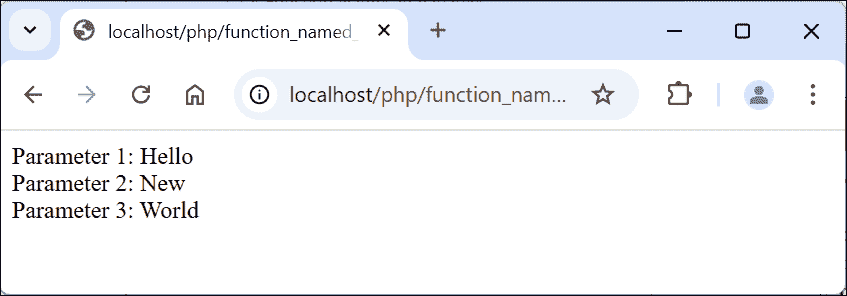 localhost/php/function_named_
localhost/php/function_nam...
Parameter 1: Hello
Parameter 2: New
Parameter 3: World